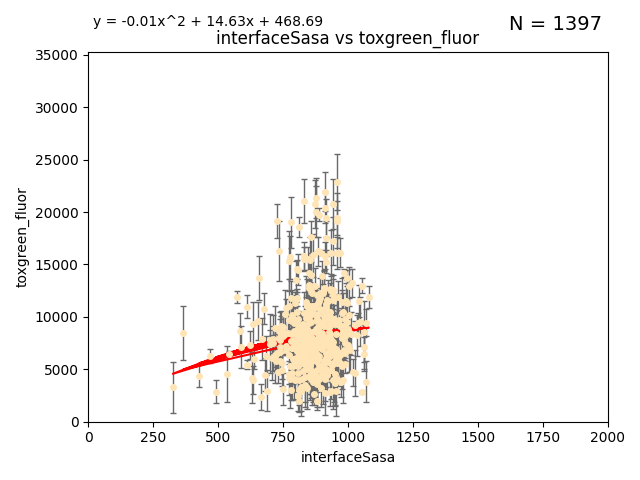 y = -0.01x^2 + 14.63x + 468.69
N = 1397
interfaceSasa vs toxgreen_fluor
35000
30000
25000
20000
15000
10000
5000
0
toxgreen_fluor
0 250 500 750 1000 1250 1500 1750 2000
interfaceSasa